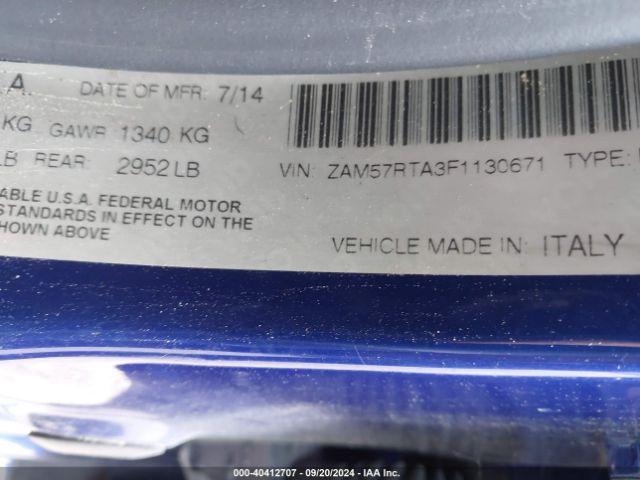 A. DATE OF MFR: 7/14
KG GAWR 1340 KG
LB REAR: 2952 LB
VIN: ZAM57RTA3F1130671 TYPE:
ABLE U.S.A. FEDERAL MOTOR
STANDARDS IN EFFECT ON THE
HOWN ABOVE
VEHICLE MADE IN: ITALY
000-40412707 - 09/20/2024 - IAA Inc.